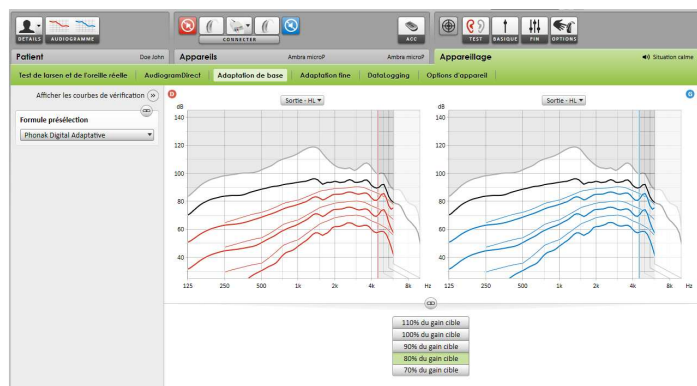 DETAILS AUDIOGRAMME CONNECTER ACC TEST BASIQUE FIN OPTIONS
Patient Doe John Appareils Ambra microP Ambra microP Appareillage Situation calme
Test de larsen et de l'oreille réelle AudiogramDirect Adaptation de base Adaptation fine DataLogging Options d'appareil
Afficher les courbes de vérification
Formule présélection
Phonak Digital Adaptative
D
dB
Sortie - HL
140
120
100
80
60
40
125 250 500 1k 2k 4k 8k Hz
G
dB
Sortie - HL
140
120
100
80
60
40
125 250 500 1k 2k 4k 8k Hz
110% du gain cible
100% du gain cible
90% du gain cible
80% du gain cible
70% du gain cible